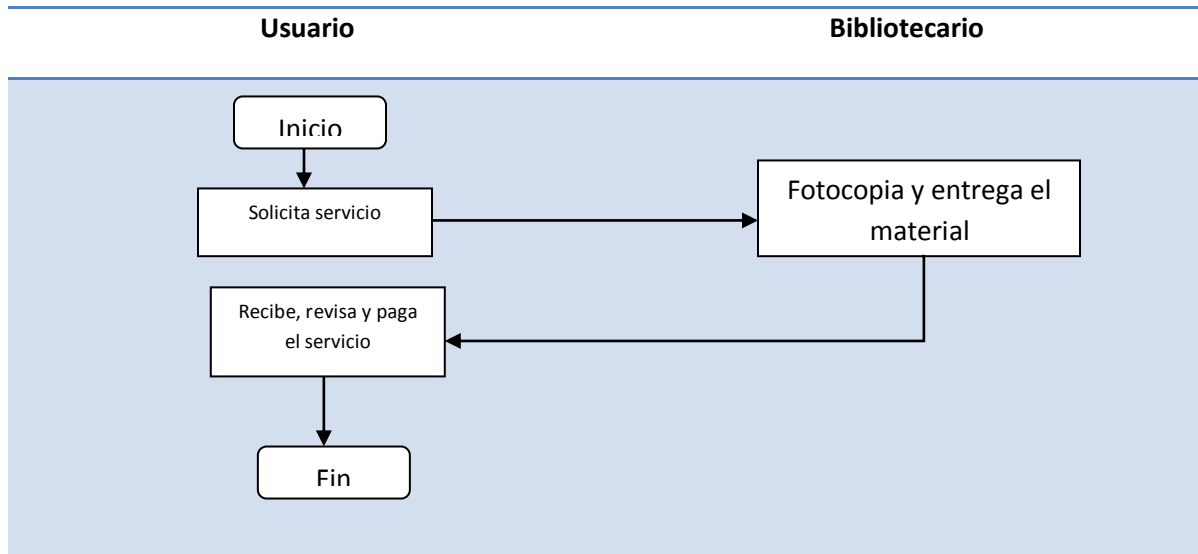 Usuario
Bibliotecario
Inicio
Solicita servicio
Fotocopia y entrega el
material
Recibe, revisa y paga
el servicio
Fin